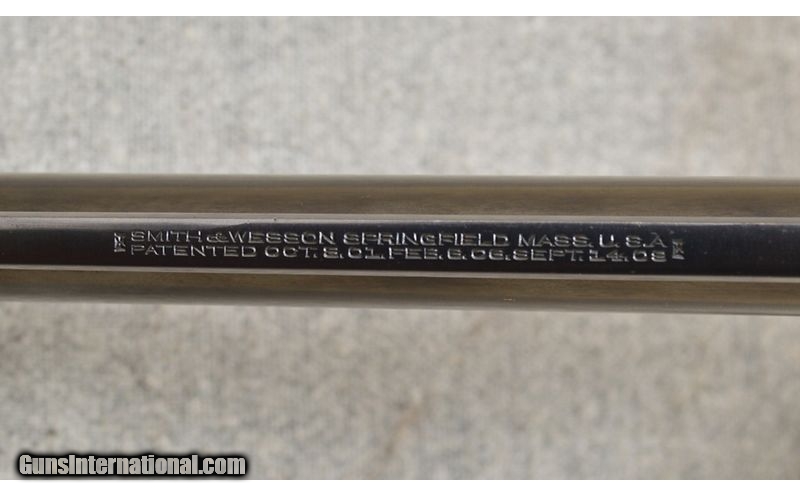 SMITH & WESSON SPRINGFIELD MASS. U.S.A
PATENTED OCT. 8. 01. FEB. 6. 06. SEPT. 14. 09
GunsInternational.com